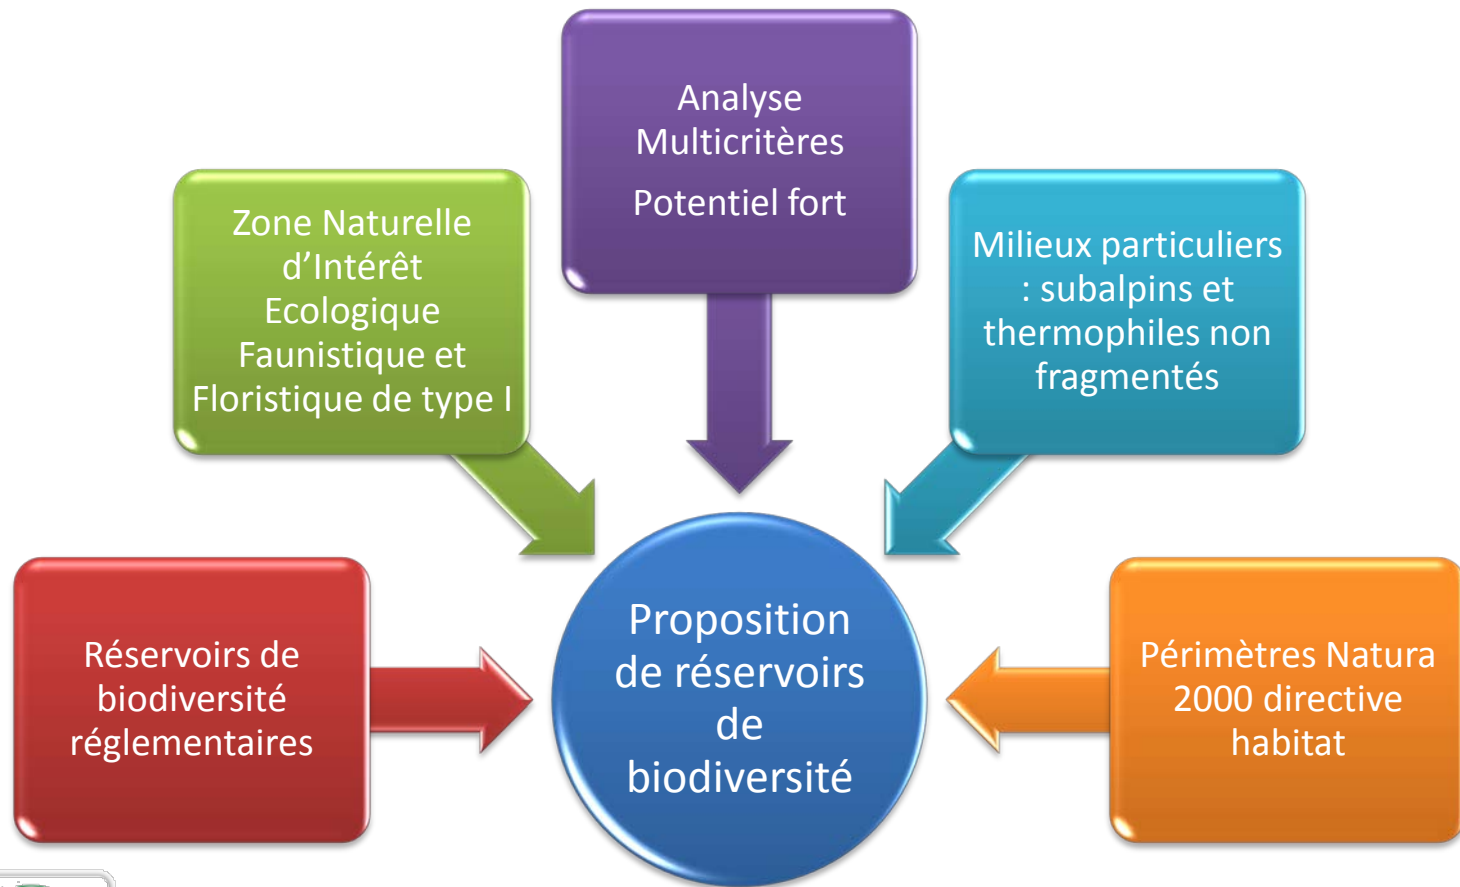 Analyse
Multicritères
Potentiel fort
Zone Naturelle
d’Intérêt
Ecologique
Faunistique et
Floristique de type I
Milieux particuliers
: subalpins et
thermophiles non
fragmentés
Réservoirs de
biodiversité
réglementaires
Proposition
de réservoirs
de
biodiversité
Périmètres Natura
2000 directive
habitat